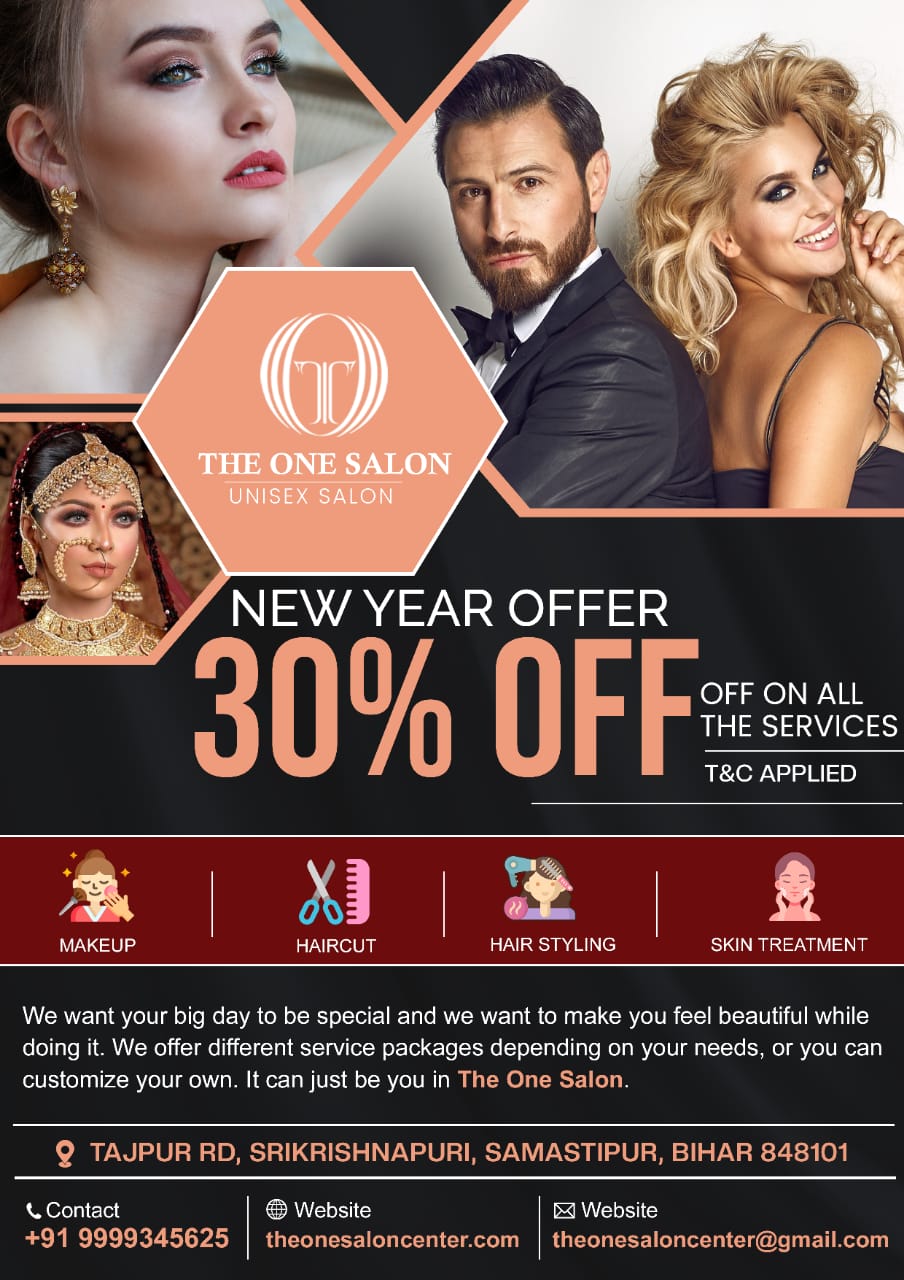 THE ONE SALON
UNISEX SALON
NEW YEAR OFFER
30% OFF
OFF ON ALL
THE SERVICES
T&C APPLIED
MAKEUP
HAIRCUT
HAIR STYLING
SKIN TREATMENT
We want your big day to be special and we want to make you feel beautiful while
doing it. We offer different service packages depending on your needs, or you can
customize your own. It can just be you in The One Salon.
TAJPUR RD, SRIKRISHNAPURI, SAMASTIPUR, BIHAR 848101
Contact
+91 9999345625
Website
theonesaloncenter.com
Website
theonesaloncenter@gmail.com